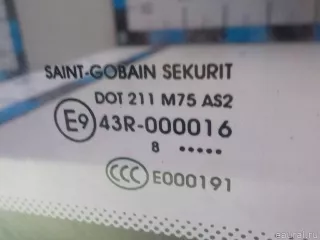 SAINT-GOBAIN SEKURIT
DOT 211 M75 AS2
E9 43R-000016
8 •••••
CCC E000191